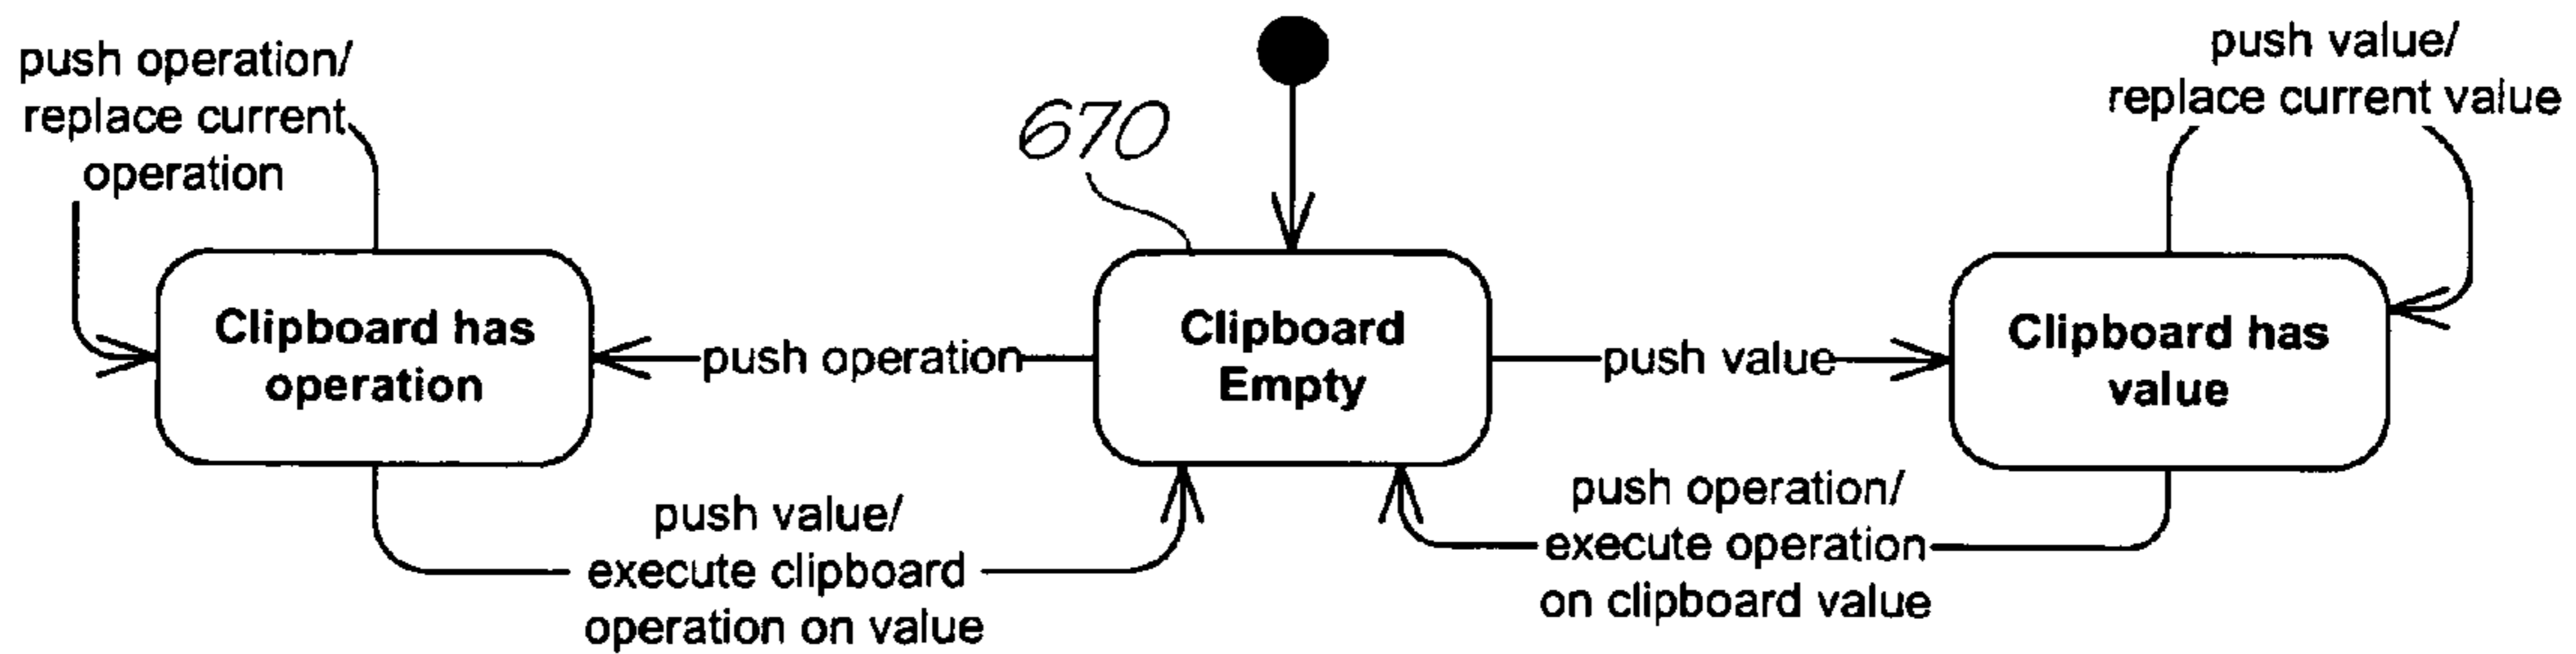 push operation/
replace current
operation
670
push value/
replace current value
Clipboard has
operation
push operation
Clipboard
Empty
push value
Clipboard has
value
push value/
execute clipboard
operation on value
push operation/
execute operation
on clipboard value